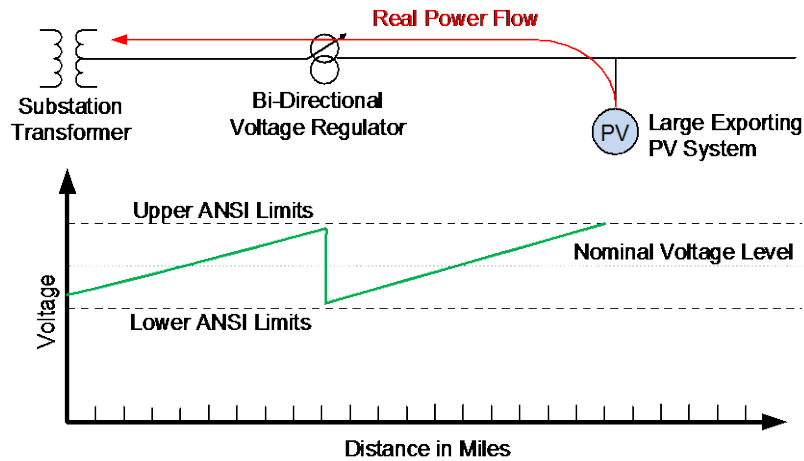 Real Power Flow
Substation
Transformer
Bi-Directional
Voltage Regulator
PV
Large Exporting
PV System
Upper ANSI Limits
Nominal Voltage Level
Lower ANSI Limits
Voltage
Distance in Miles